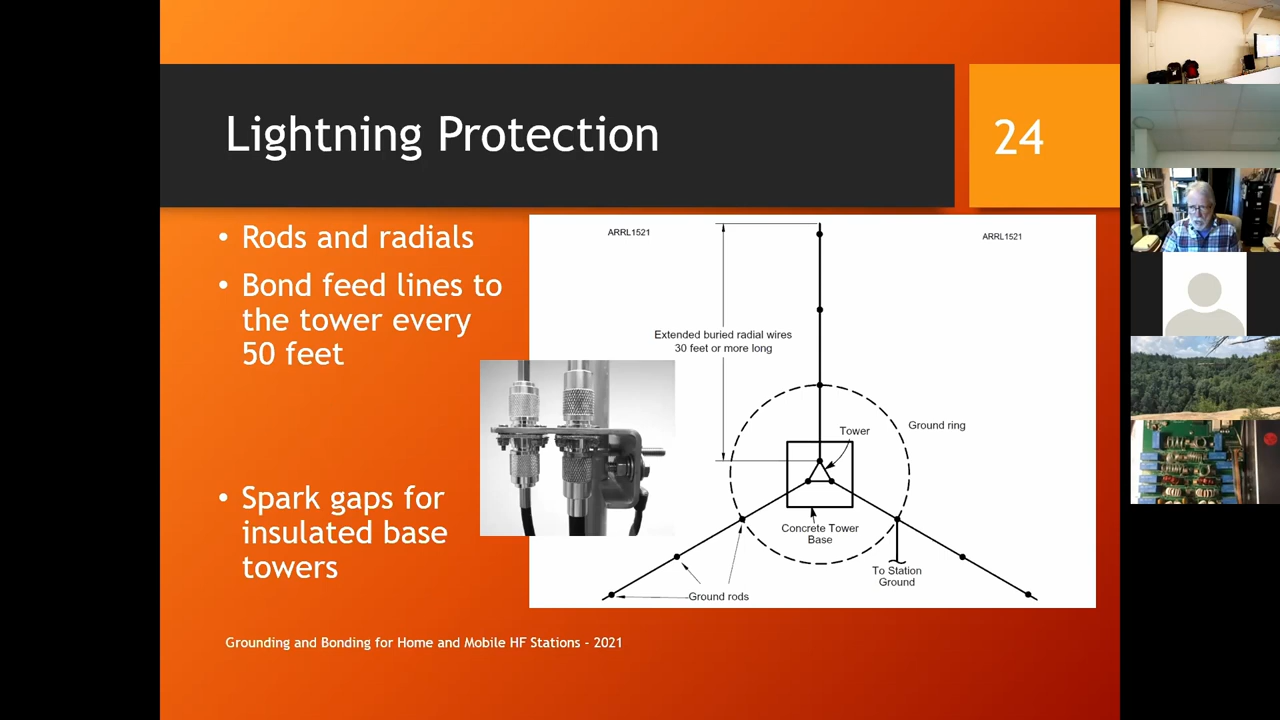 Lightning Protection
24
• Rods and radials
• Bond feed lines to
the tower every
50 feet
• Spark gaps for
insulated base
towers
ARRL1521
ARRL1521
Extended buried radial wires
30 feet or more long
Tower
Ground ring
Concrete Tower
Base
To Station
Ground
Ground rods
Grounding and Bonding for Home and Mobile HF Stations - 2021